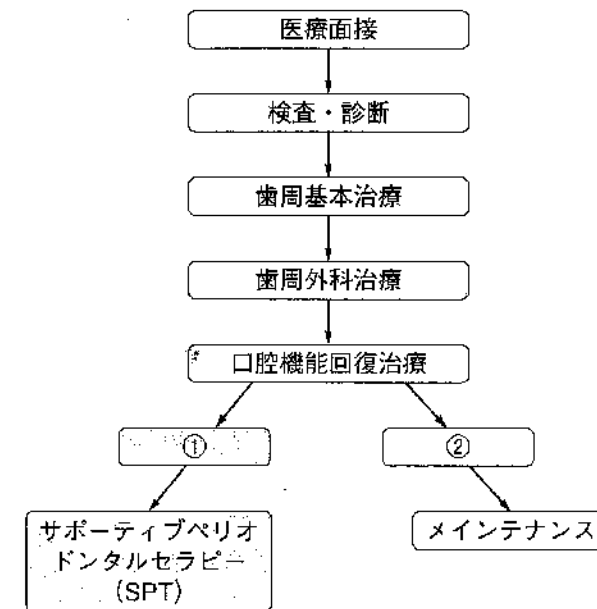 医療面接
検査・診断
歯周基本治療
歯周外科治療
口腔機能回復治療
①
②
サポーティブペリオ
ドンタルセラピー
(SPT)
メインテナンス